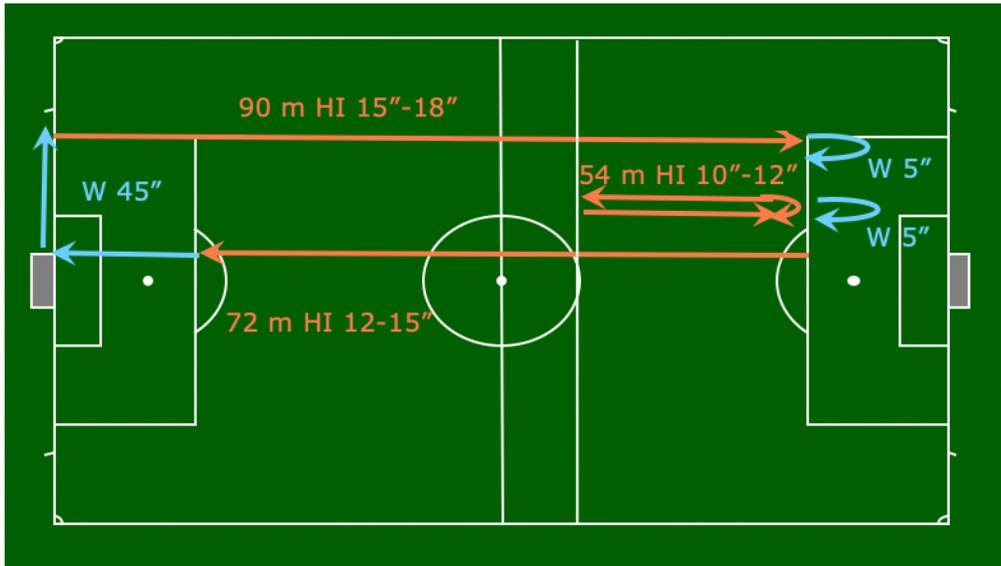 90 m HI 15”-18”
W 5”
54 m HI 10”-12”
W 45”
W 5”
72 m HI 12-15”